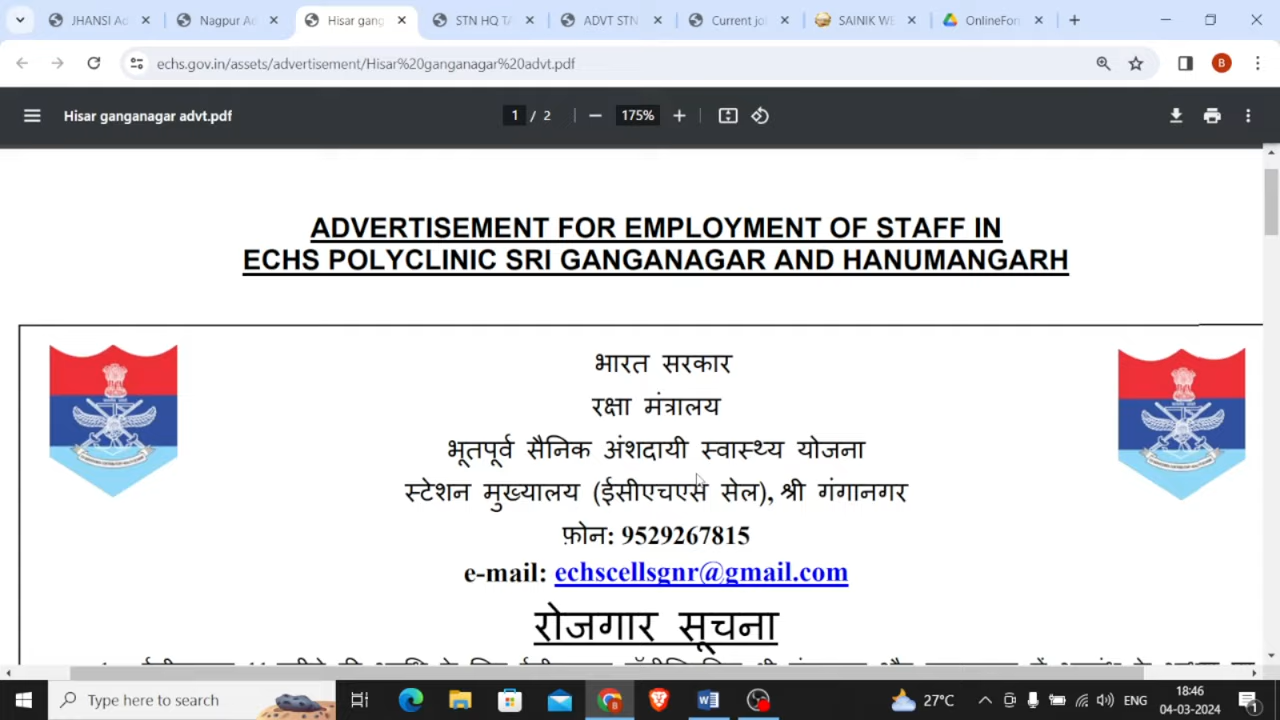 JHANSI Ad
Nagpur Ad
Hisar gang
STN HQ TA
ADVT STN
Current jo
SAINIK WE
OnlineFor
echs.gov.in/assets/advertisement/Hisar%20ganganagar%20advt.pdf
B
Hisar ganganagar advt.pdf
1 / 2
175%
ADVERTISEMENT FOR EMPLOYMENT OF STAFF IN
ECHS POLYCLINIC SRI GANGANAGAR AND HANUMANGARH
भारत सरकार
रक्षा मंत्रालय
भूतपूर्व सैनिक अंशदायी स्वास्थ्य योजना
स्टेशन मुख्यालय (ईसीएचएस सेल), श्री गंगानगर
फ़ोन: 9529267815
e-mail: echscellsgnr@gmail.com
रोजगार सूचना
Type here to search
27°C
ENG
18:46
04-03-2024
1